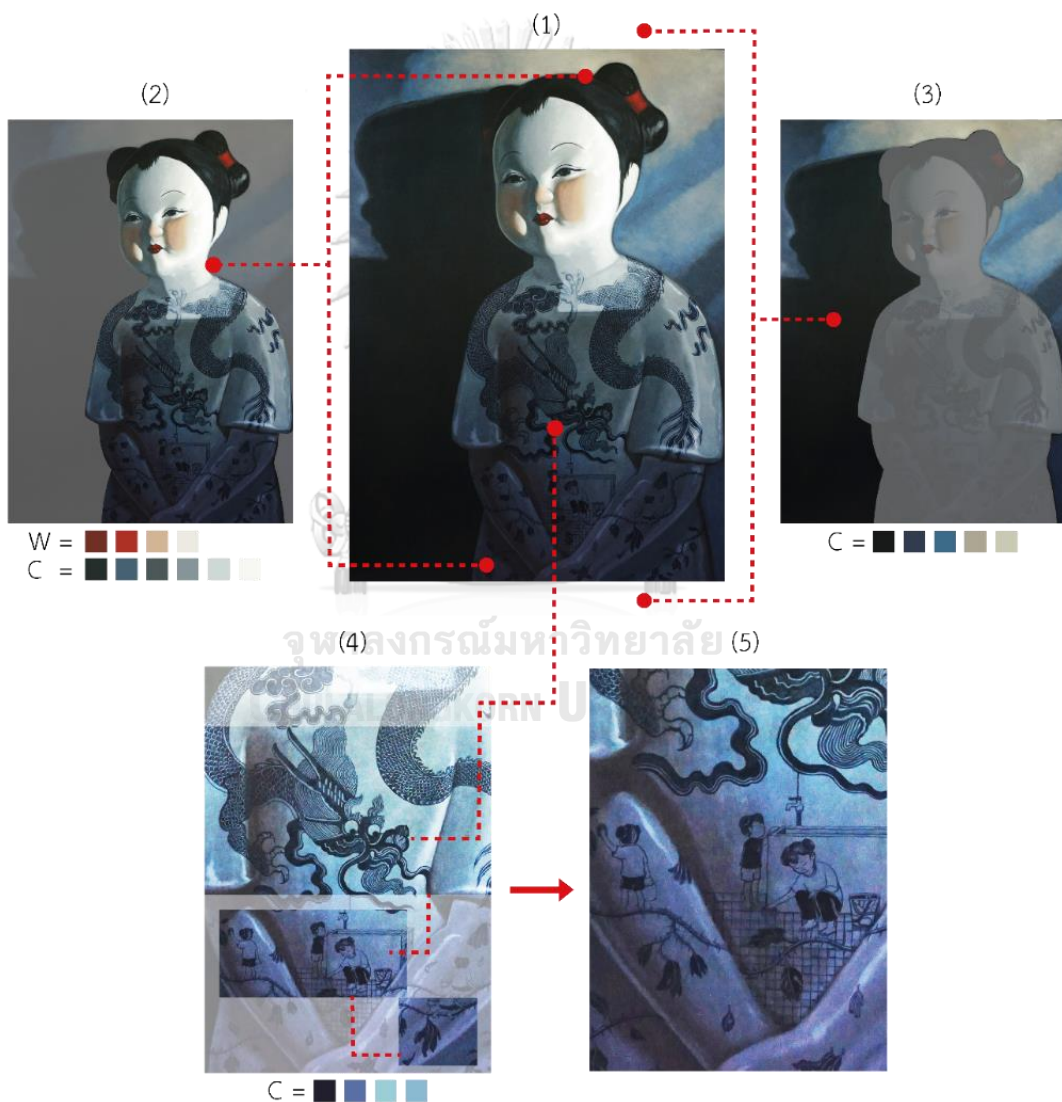 (1)
(2)
(3)
W =
C =
C =
จุฬาลงกรณ์มหาวิทยาลัย
(4)
(5)
C =